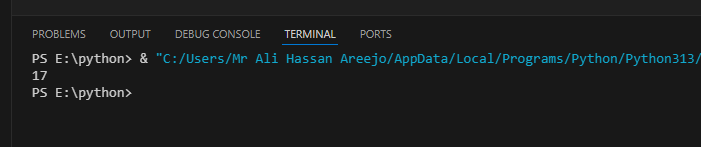 PROBLEMS OUTPUT DEBUG CONSOLE TERMINAL PORTS
PS E:\python> & "C:/Users/Mr Ali Hassan Areejo/AppData/Local/Programs/Python/Python313/
17
PS E:\python>